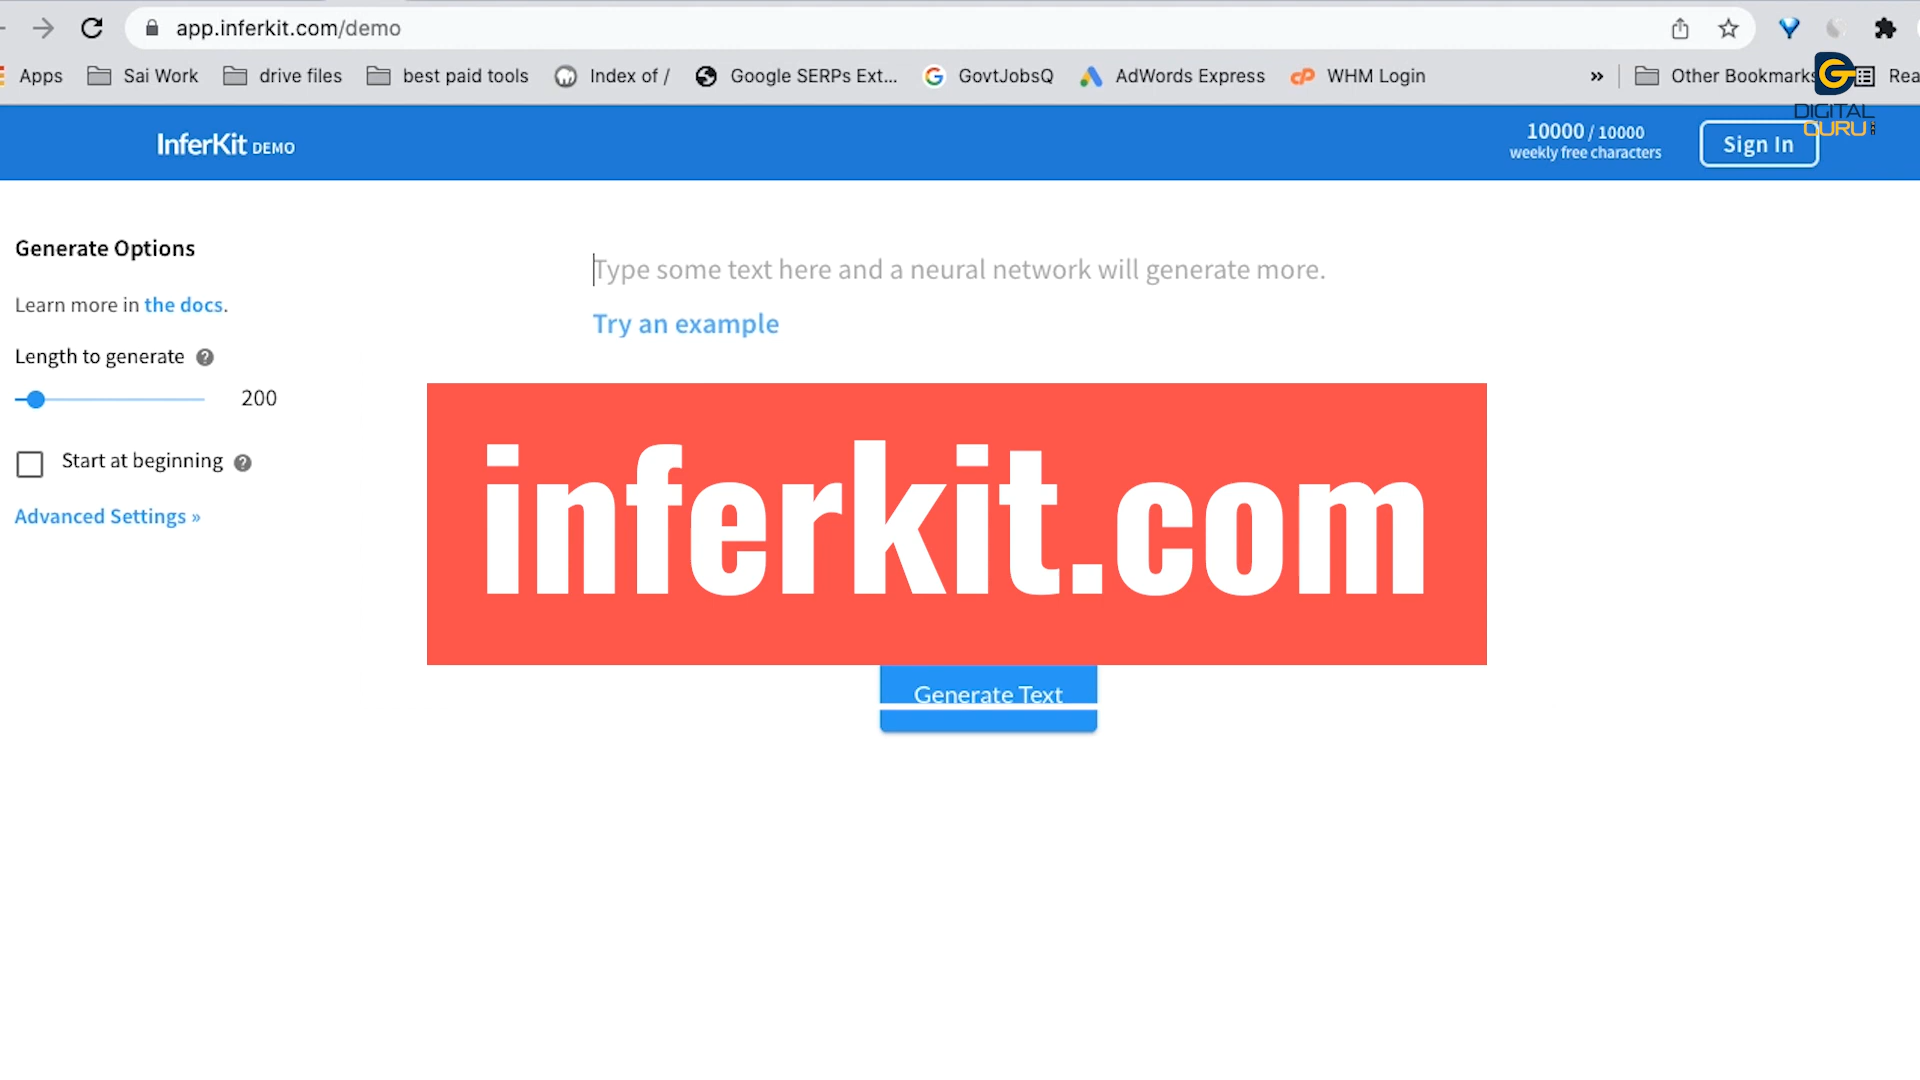 app.inferkit.com/demo
Apps Sai Work drive files best paid tools Index of / Google SERPs Ext... GovtJobsQ AdWords Express WHM Login » Other Bookmarks Rea
DIGITAL
GURU
InferKit DEMO
10000 / 10000
weekly free characters
Sign In
Generate Options
Learn more in the docs.
Length to generate ?
200
Start at beginning ?
Advanced Settings »
Type some text here and a neural network will generate more.
Try an example
inferkit.com
Generate Text